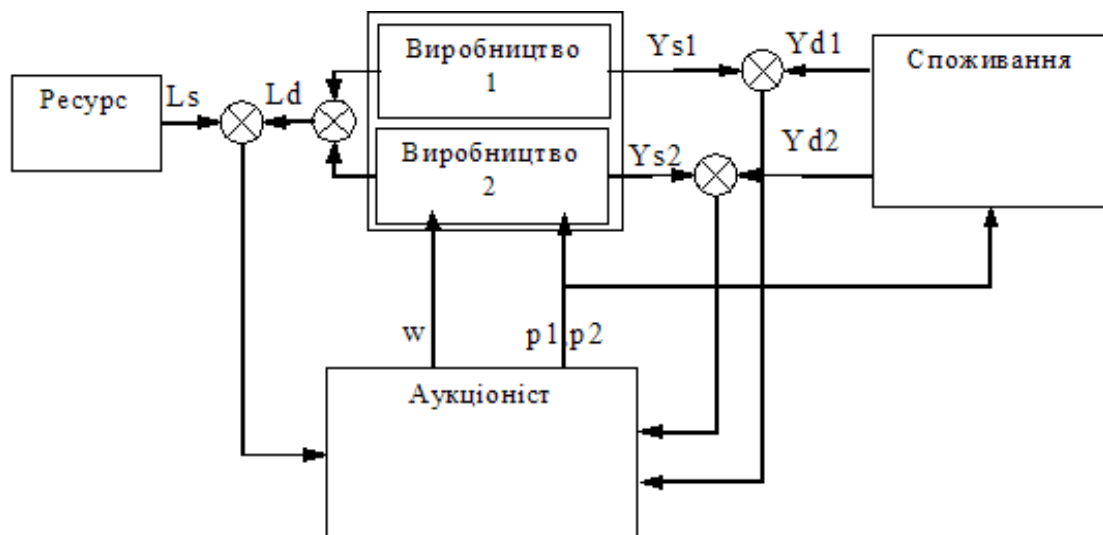 Ресурс
Ls
Ld
Виробництво
1
Виробництво
2
Ys1
Yd1
Ys2
Yd2
Споживання
w
p1,p2
Аукціоніст